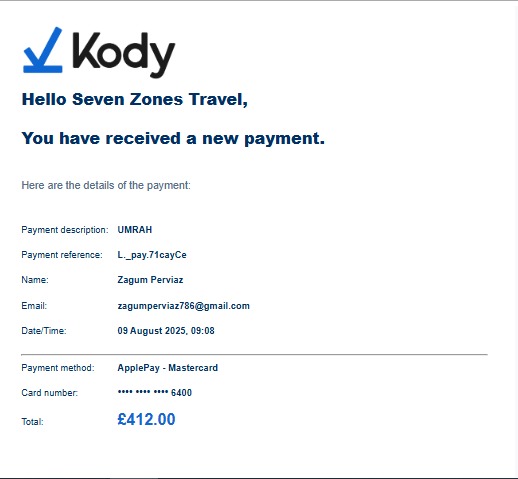 Kody
Hello Seven Zones Travel,
You have received a new payment.
Here are the details of the payment:
Payment description: UMRAH
Payment reference: L._pay.71cayCe
Name: Zagum Perviaz
Email: zagumperviaz786@gmail.com
Date/Time: 09 August 2025, 09:08
Payment method: ApplePay - Mastercard
Card number: •••• •••• •••• 6400
Total: £412.00